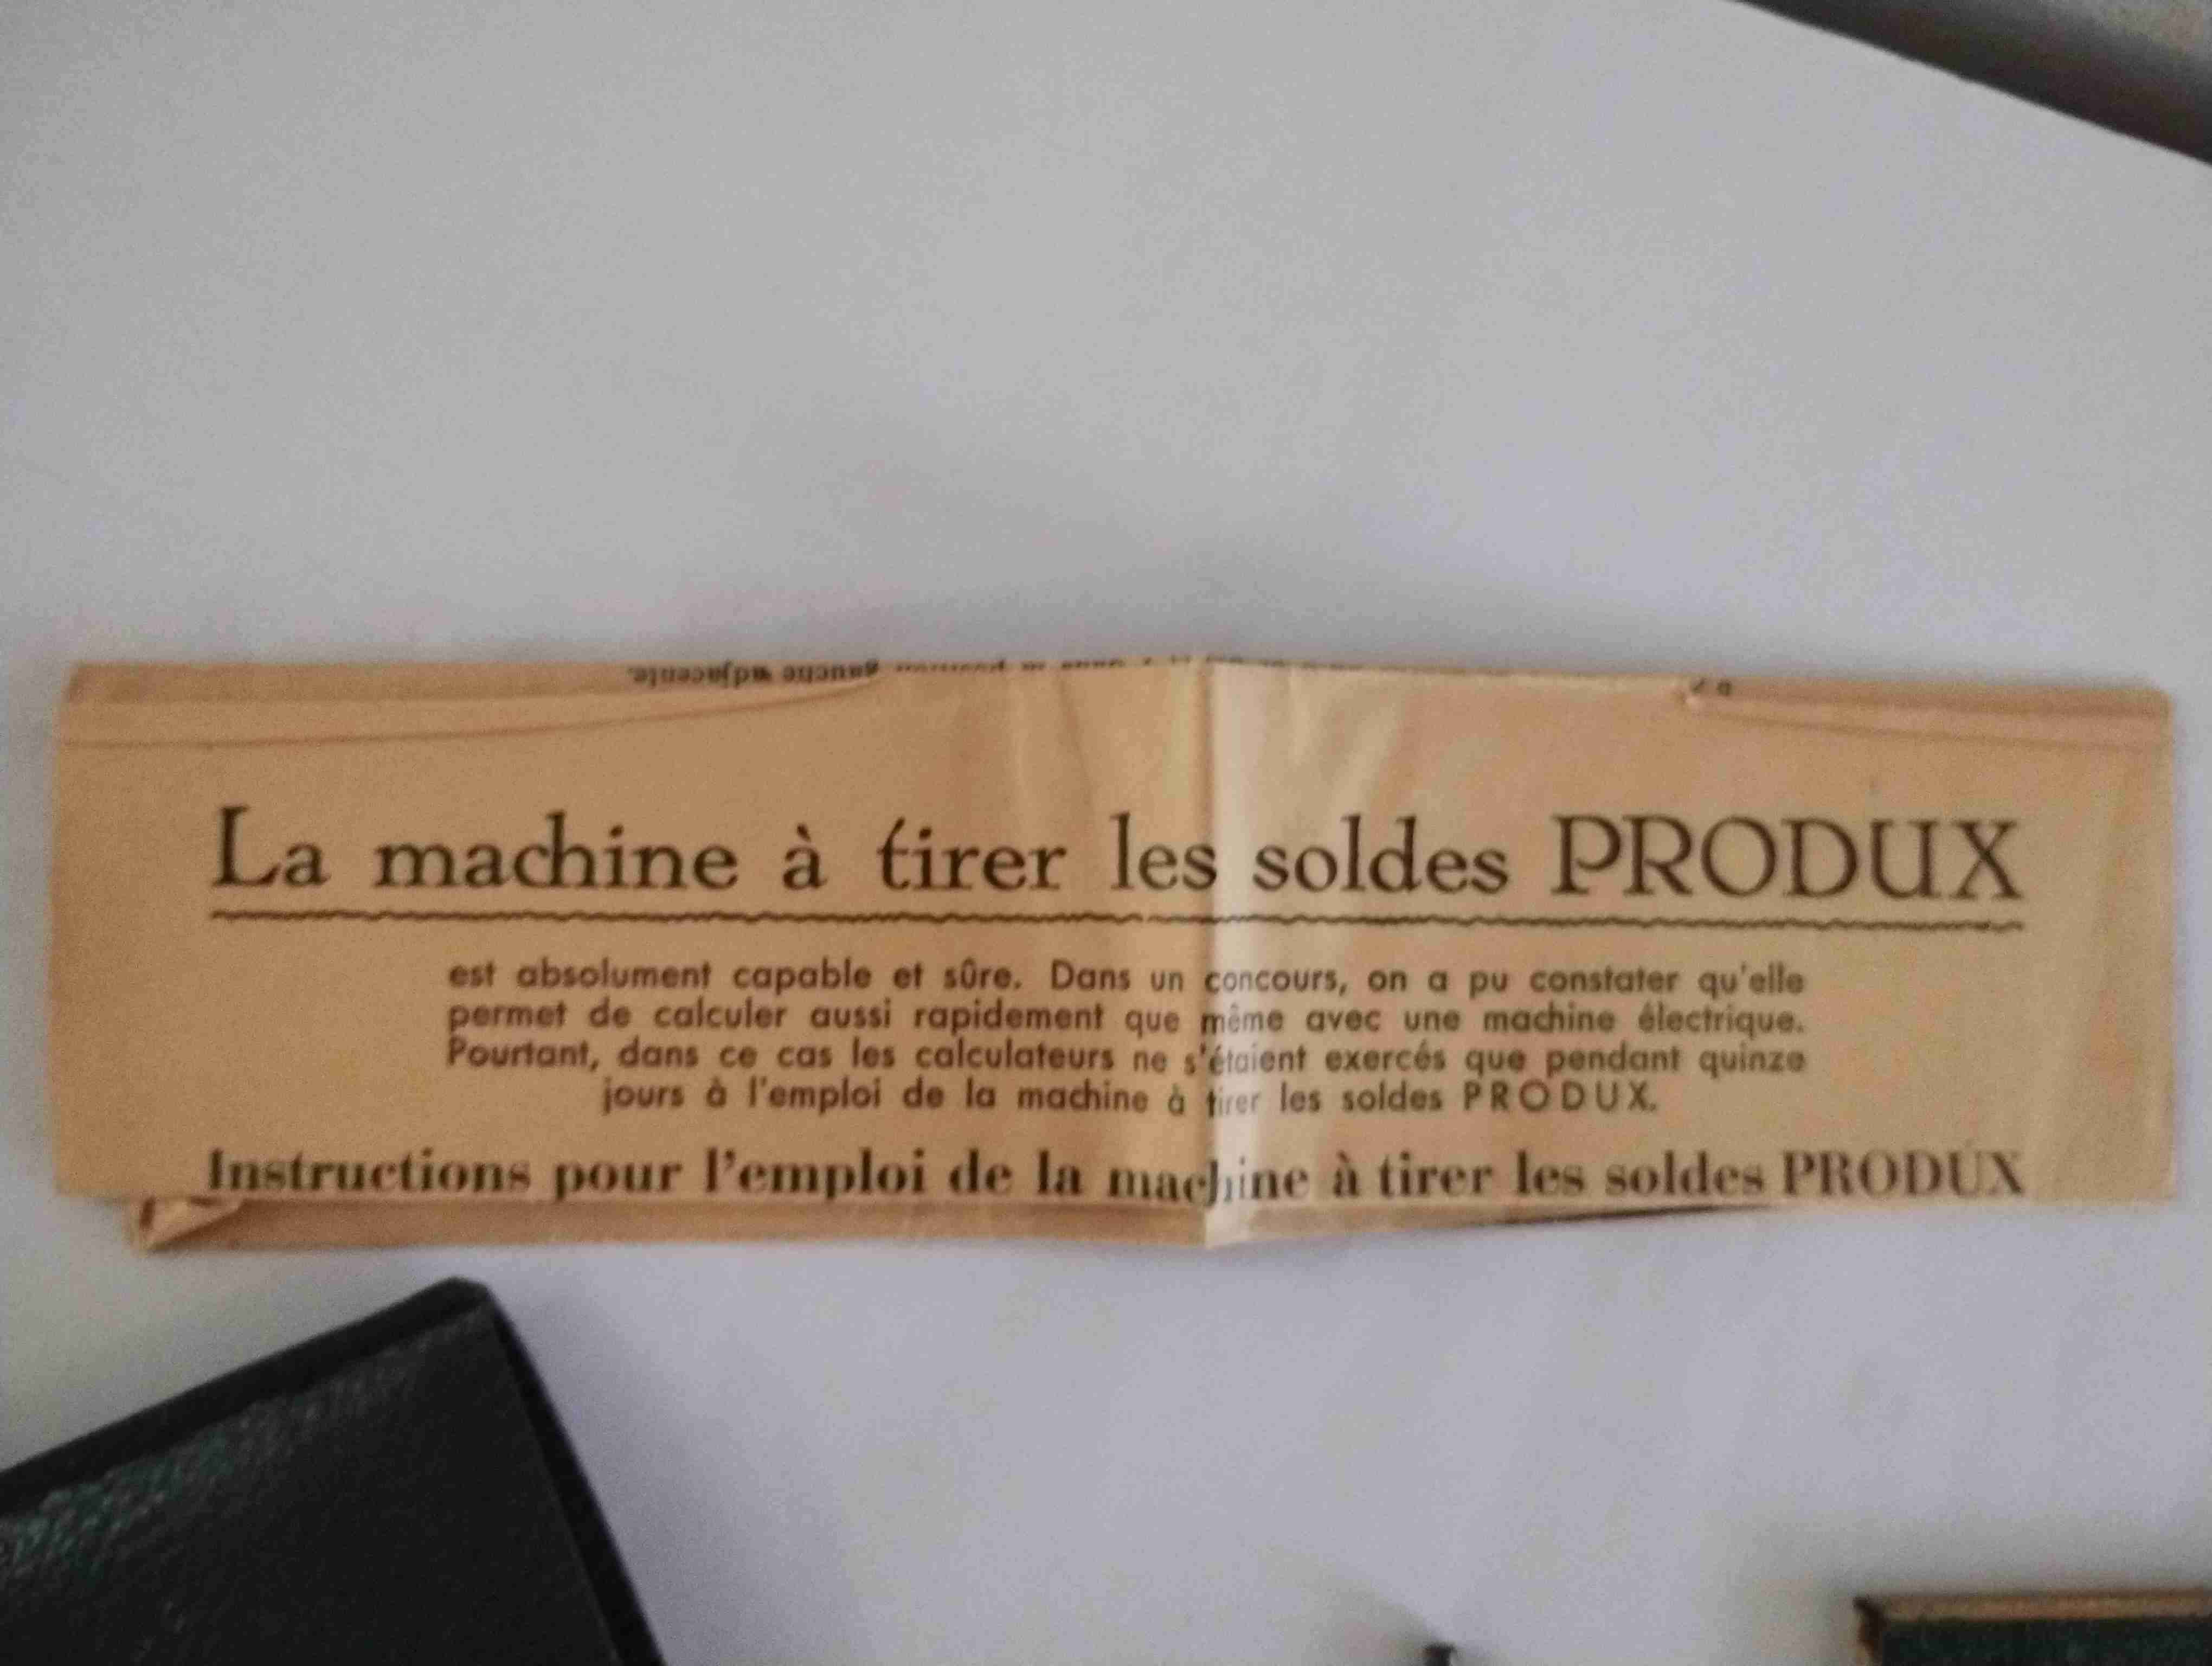 gauche adjacente.
La machine à tirer les soldes PRODUX
est absolument capable et sûre. Dans un concours, on a pu constater qu'elle
permet de calculer aussi rapidement que même avec une machine électrique.
Pourtant, dans ce cas les calculateurs ne s'étaient exercés que pendant quinze
jours à l'emploi de la machine à tirer les soldes PRODUX.
Instructions pour l'emploi de la machine à tirer les soldes PRODUX